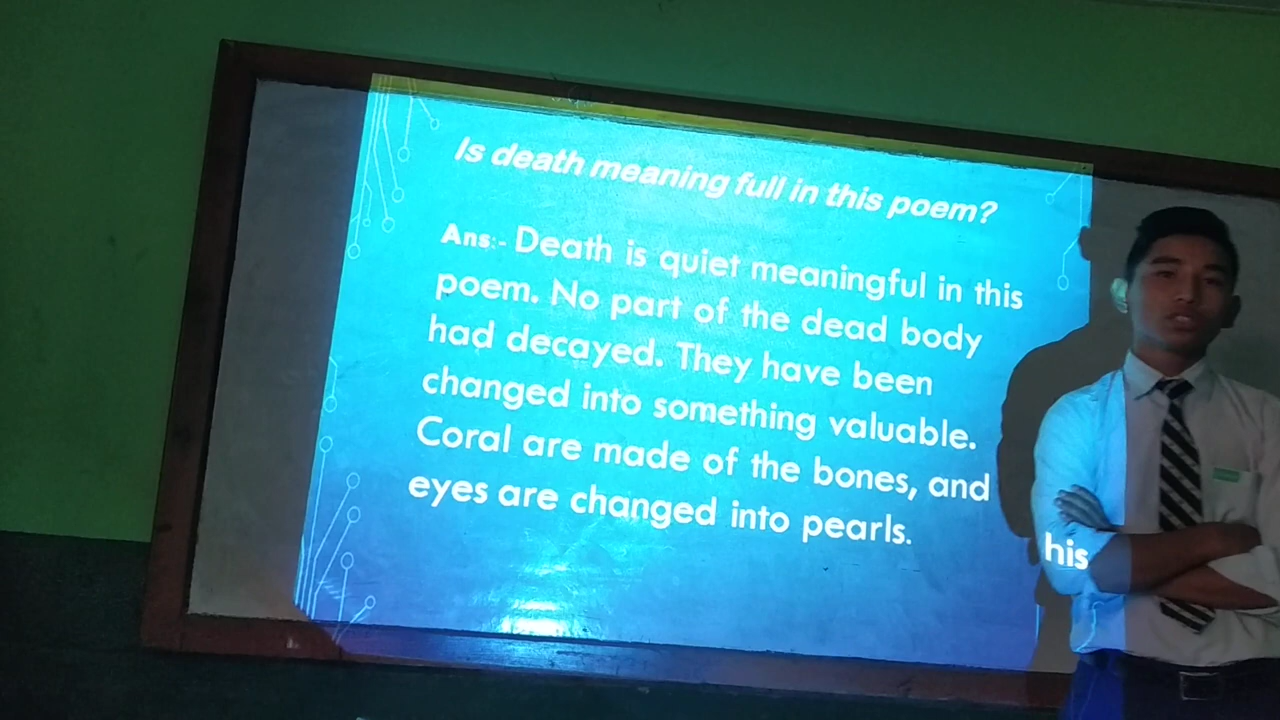 Is death meaning full in this poem?
Ans:- Death is quiet meaningful in this
poem. No part of the dead body
had decayed. They have been
changed into something valuable.
Coral are made of the bones, and his
eyes are changed into pearls.